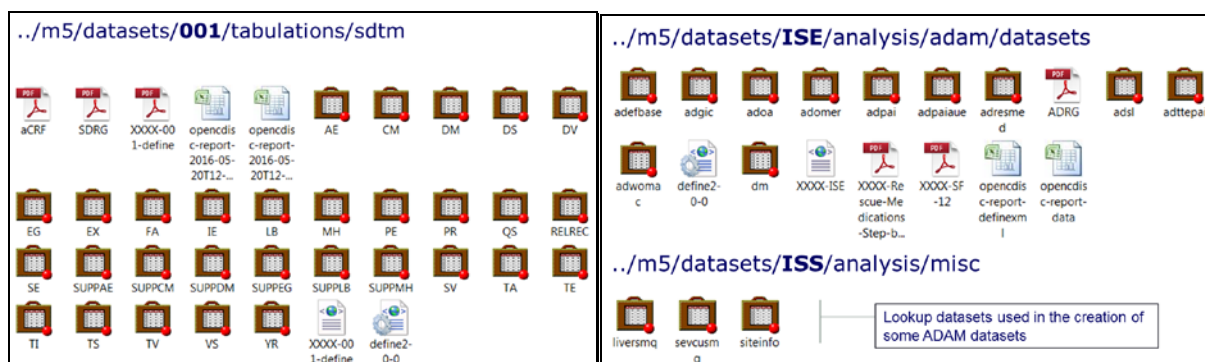 ../m5/datasets/001/tabulations/sdtm
aCRF SDRG XXXX-00 opencdis opencdis AE CM DM DS DV
1-define c-report- c-report-
2016-05- 2016-05-
20T12-... 20T12-...
EG EX FA IE LB MH PE PR QS RELREC
SE SUPPAE SUPPCM SUPPDM SUPPEG SUPPLB SUPPMH SV TA TE
TI TS TV VS YR XXXX-00 define2-
1-define 0-0
../m5/datasets/ISE/analysis/adam/datasets
adefbase adgic adoa adomer adpai adpaiaue adresme ADRG adsl adttepai
d
adwoma define2- dm XXXX-ISE XXXX-Re XXXX-SF opencdis opencdis
c 0-0 scue-Me -12 c-report- c-report-
dications definexm data
-Step-b... l
../m5/datasets/ISS/analysis/misc
liversmq sevcusm siteinfo
q
Lookup datasets used in the creation of
some ADAM datasets